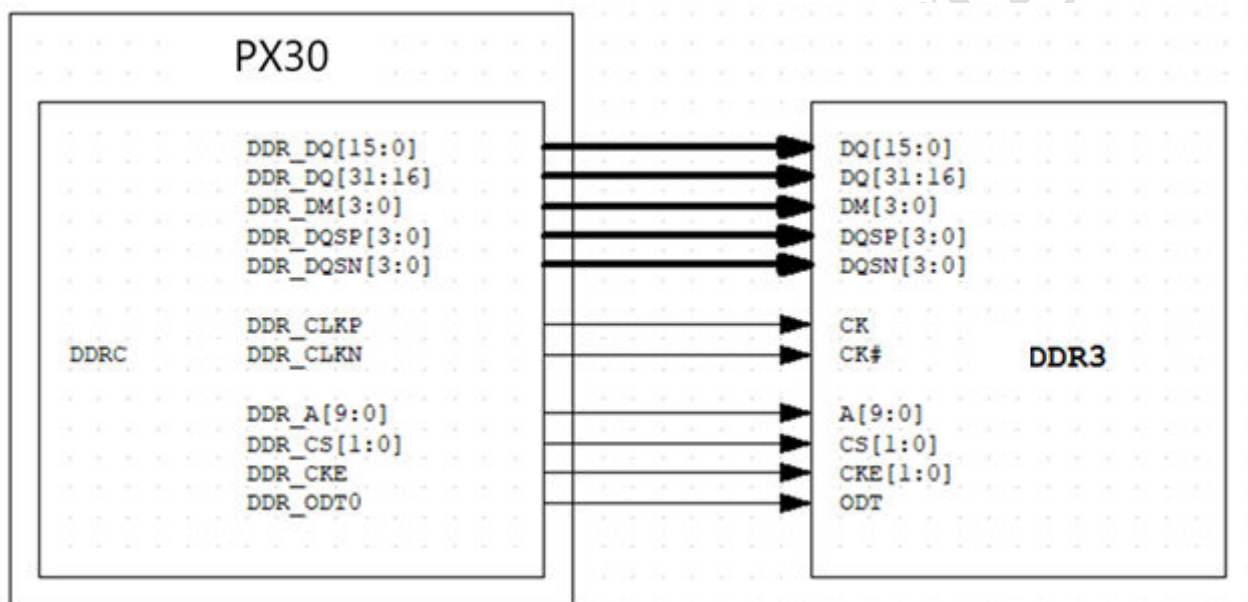 PX30
DDR_DQ[15:0] DQ[15:0]
DDR_DQ[31:16] DQ[31:16]
DDR_DM[3:0] DM[3:0]
DDR_DQSP[3:0] DQSP[3:0]
DDR_DQSN[3:0] DQSN[3:0]
DDR_CLKP CK
DDRC DDR_CLKN CK# DDR3
DDR_A[9:0] A[9:0]
DDR_CS[1:0] CS[1:0]
DDR_CKE CKE[1:0]
DDR_ODT0 ODT